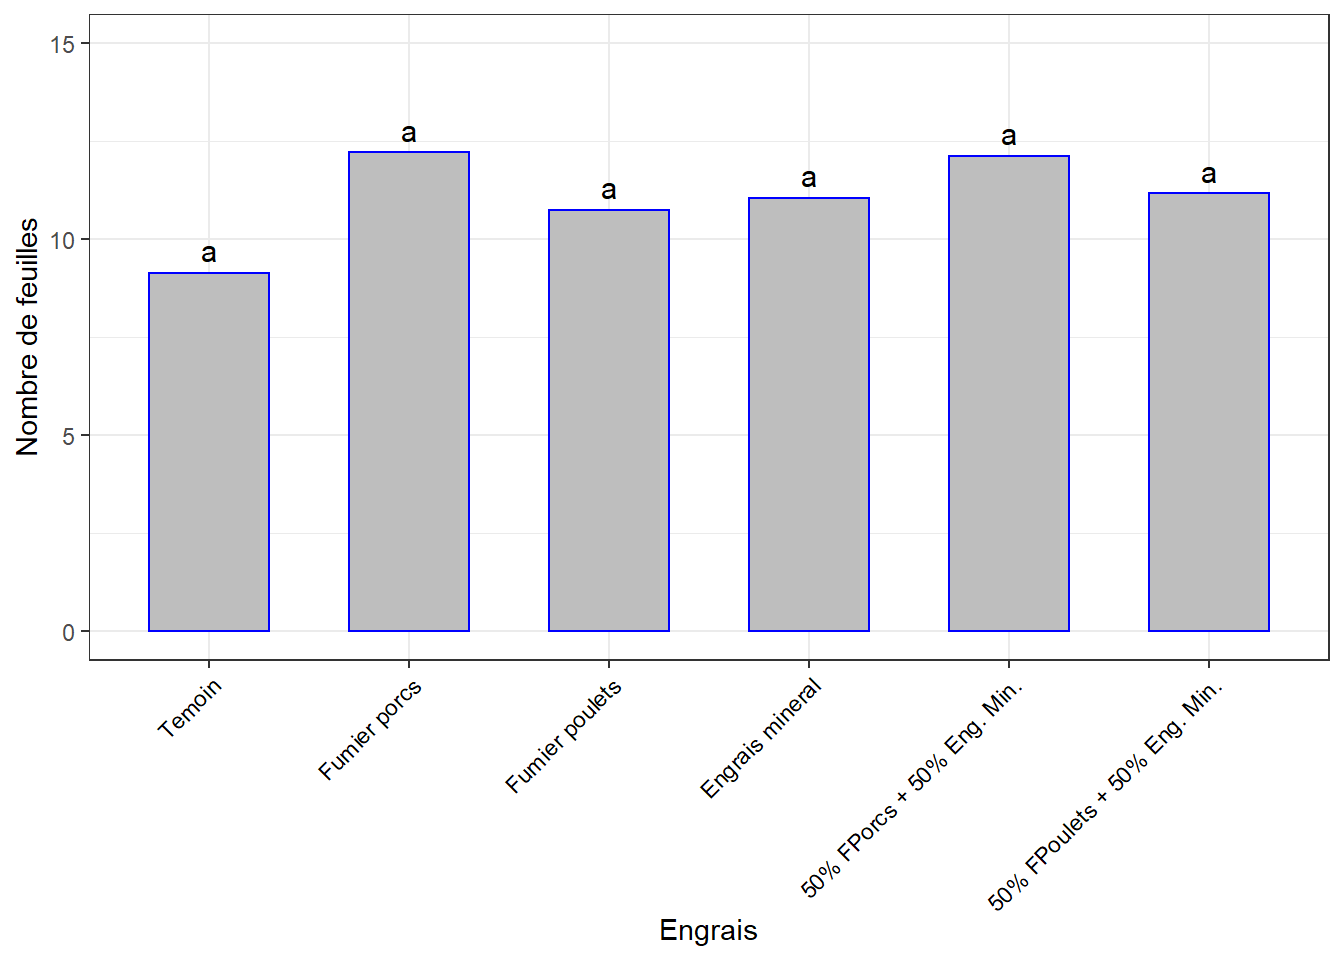 Nombre de feuilles
15
10
5
0
a
a
a
a
a
a
Temoin
Fumier porcs
Fumier poulets
Engrais mineral
50% FPorcs + 50% Eng. Min.
50% FPoulets + 50% Eng. Min.
Engrais